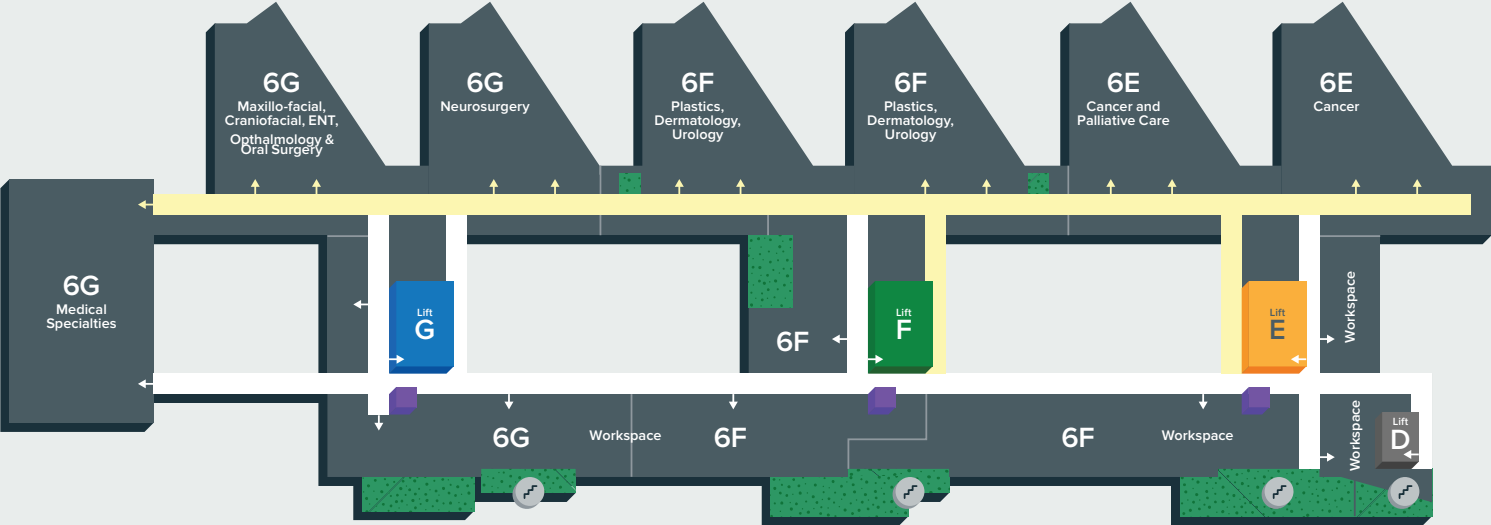 6G
Maxillo-facial,
Craniofacial, ENT,
Opthalmology &
Oral Surgery
6G
Neurosurgery
6F
Plastics,
Dermatology,
Urology
6F
Plastics,
Dermatology,
Urology
6E
Cancer and
Palliative Care
6E
Cancer
6G
Medical
Specialties
Lift
G
6F
Lift
F
Lift
E
Workspace
6G
Workspace
6F
6F
Workspace
Workspace
Lift
D